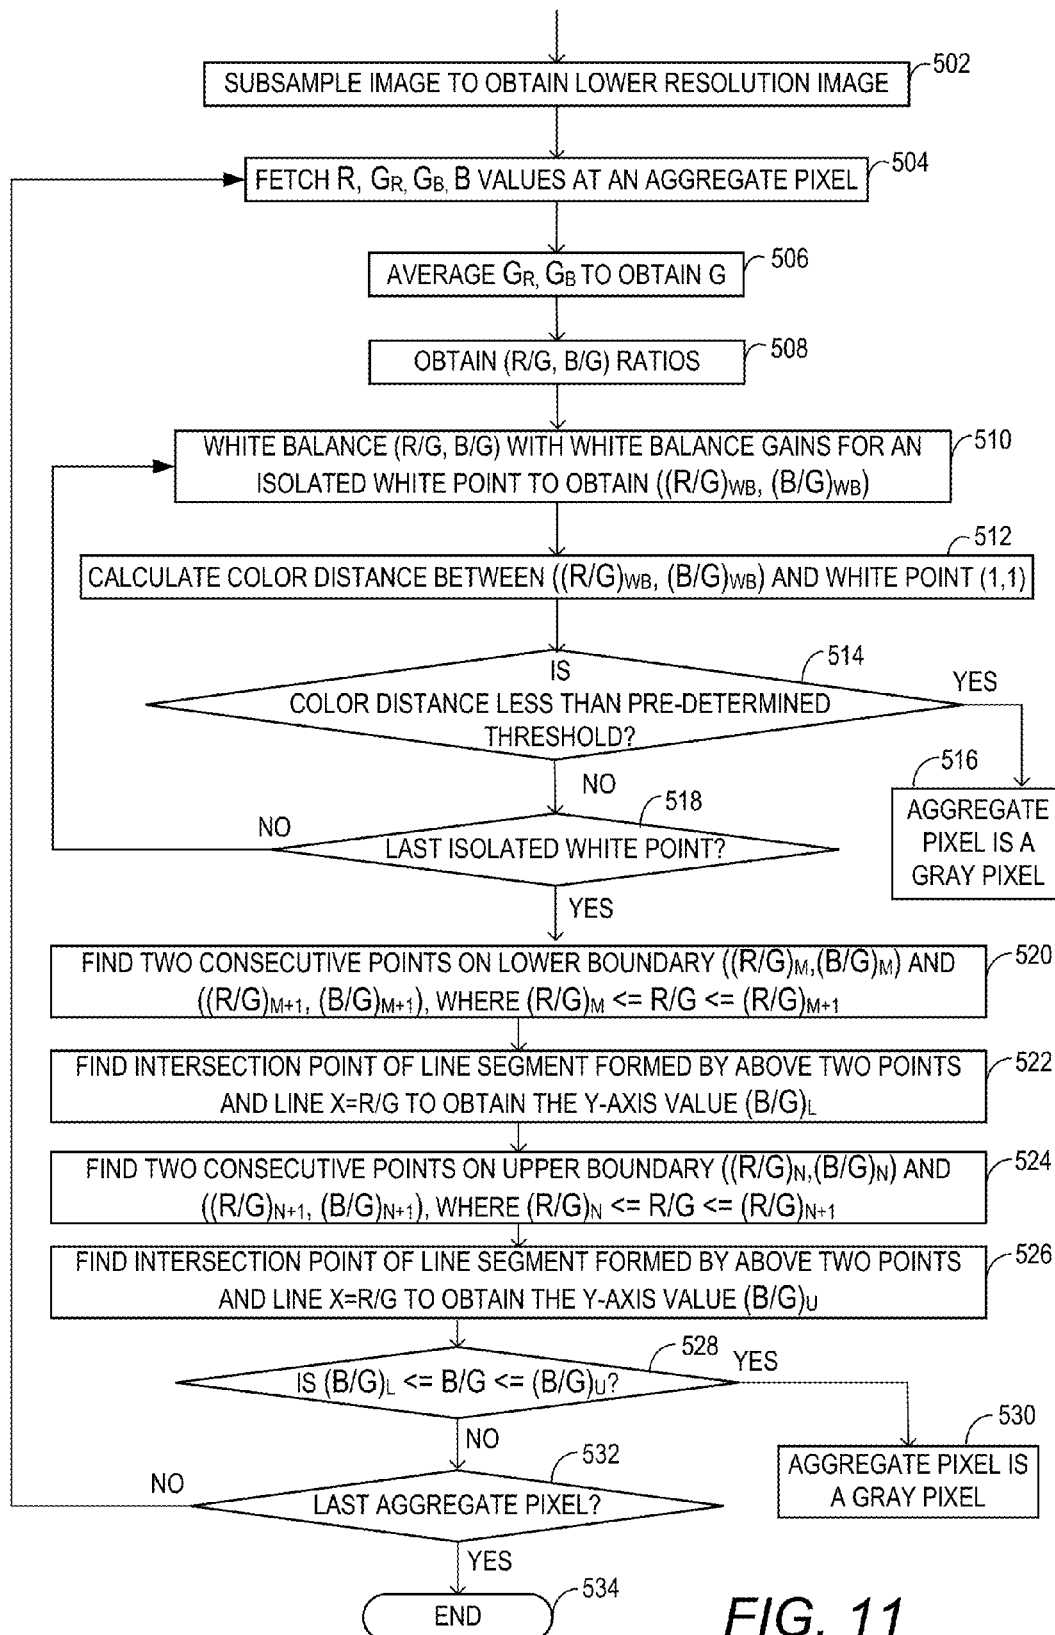 SUBSAMPLE IMAGE TO OBTAIN LOWER RESOLUTION IMAGE
502
FETCH R, GR, GB, B VALUES AT AN AGGREGATE PIXEL
504
AVERAGE GR, GB TO OBTAIN G
506
OBTAIN (R/G, B/G) RATIOS
508
WHITE BALANCE (R/G, B/G) WITH WHITE BALANCE GAINS FOR AN
ISOLATED WHITE POINT TO OBTAIN ((R/G)WB, (B/G)WB)
510
512
CALCULATE COLOR DISTANCE BETWEEN ((R/G)WB, (B/G)WB) AND WHITE POINT (1,1)
514
IS
COLOR DISTANCE LESS THAN PRE-DETERMINED
THRESHOLD?
YES
NO
516
AGGREGATE
PIXEL IS A
GRAY PIXEL
518
LAST ISOLATED WHITE POINT?
NO
YES
FIND TWO CONSECUTIVE POINTS ON LOWER BOUNDARY ((R/G)M,(B/G)M) AND
((R/G)M+1, (B/G)M+1), WHERE (R/G)M <= R/G <= (R/G)M+1
520
FIND INTERSECTION POINT OF LINE SEGMENT FORMED BY ABOVE TWO POINTS
AND LINE X=R/G TO OBTAIN THE Y-AXIS VALUE (B/G)L
522
FIND TWO CONSECUTIVE POINTS ON UPPER BOUNDARY ((R/G)N,(B/G)N) AND
((R/G)N+1, (B/G)N+1), WHERE (R/G)N <= R/G <= (R/G)N+1
524
FIND INTERSECTION POINT OF LINE SEGMENT FORMED BY ABOVE TWO POINTS
AND LINE X=R/G TO OBTAIN THE Y-AXIS VALUE (B/G)U
526
528
IS (B/G)L <= B/G <= (B/G)U?
YES
NO
530
AGGREGATE PIXEL IS
A GRAY PIXEL
532
LAST AGGREGATE PIXEL?
NO
YES
534
END
FIG. 11